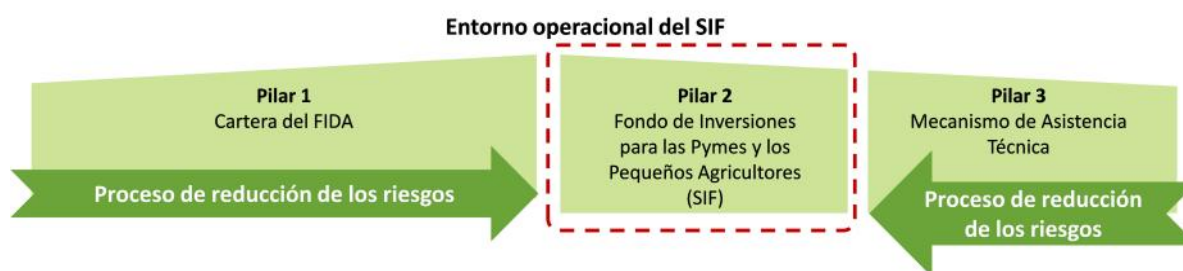 Entorno operacional del SIF
Pilar 1
Cartera del FIDA
Proceso de reducción de los riesgos
Pilar 2
Fondo de Inversiones
para las Pymes y los
Pequeños Agricultores
(SIF)
Pilar 3
Mecanismo de Asistencia
Técnica
Proceso de reducción
de los riesgos